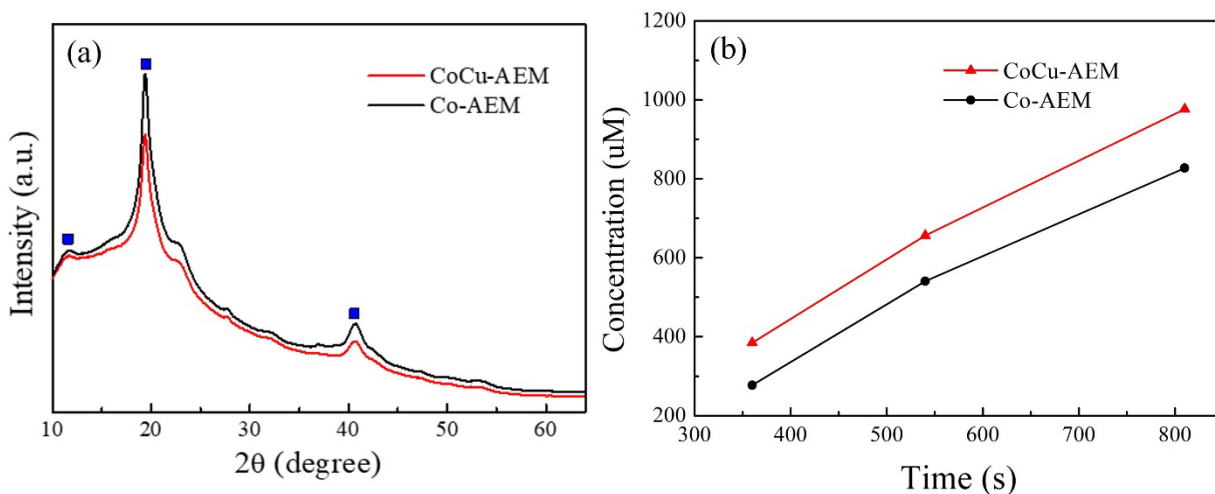 (a)
CoCu-AEM
Co-AEM
Intensity (a.u.)
10 20 30 40 50 60
2θ (degree)
(b)
CoCu-AEM
Co-AEM
Concentration (uM)
1200
1000
800
600
400
200
300 400 500 600 700 800
Time (s)